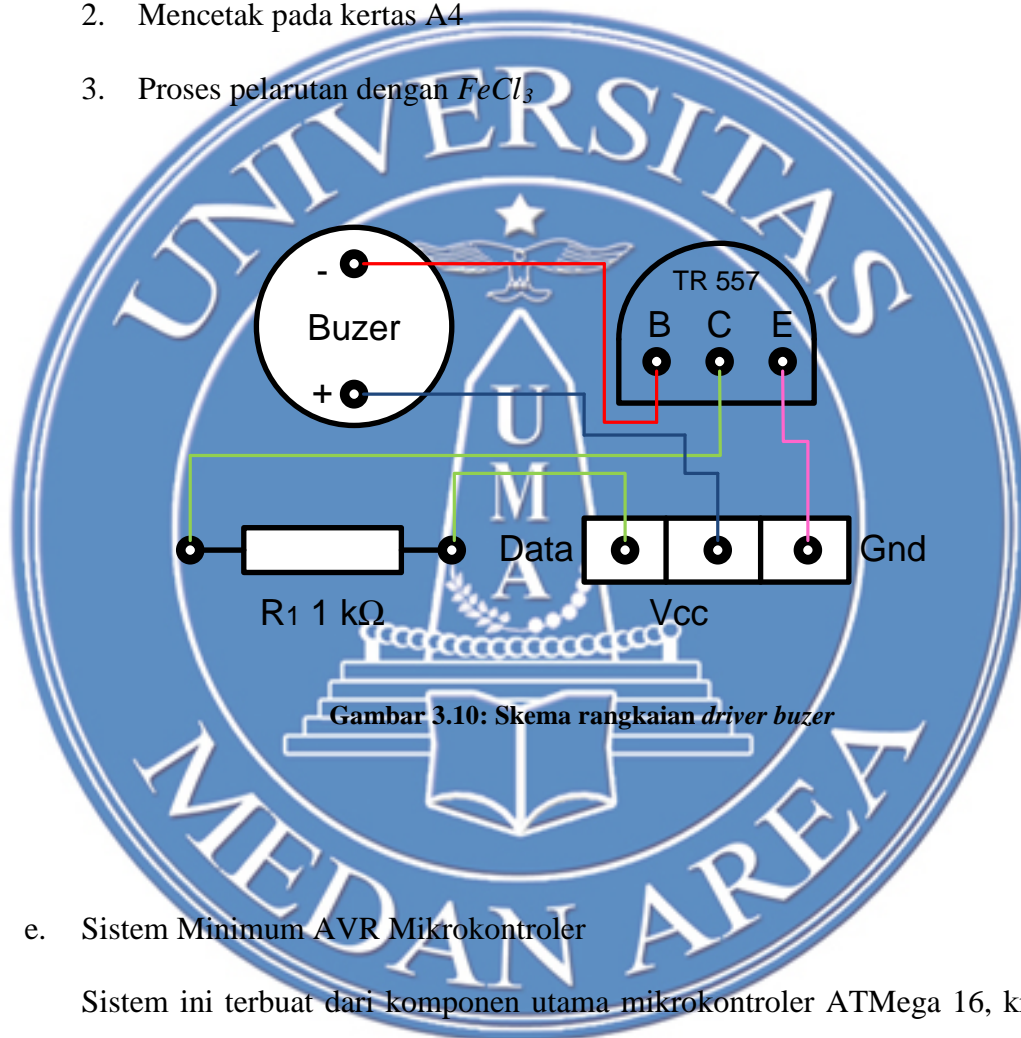 2. Mencetak pada kertas A4
3. Proses pelarutan dengan FeCl3
UNIVERSITAS
-
Buzer
+
TR 557
B C E
U
M
A
Data
Gnd
R1 1 kΩ
Vcc
Gambar 3.10: Skema rangkaian driver buzer
MEDAN AREA
e. Sistem Minimum AVR Mikrokontroler
Sistem ini terbuat dari komponen utama mikrokontroler ATMega 16, k